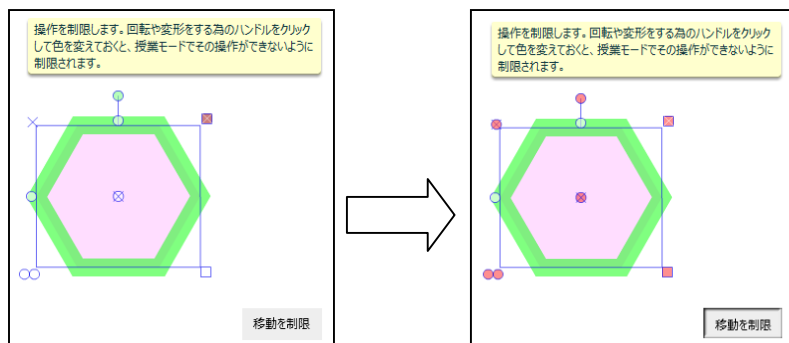 操作を制限します。回転や変形をする為のハンドルをクリック
して色を変えておくと、授業モードでその操作ができないように
制限されます。
移動を制限
操作を制限します。回転や変形をする為のハンドルをクリック
して色を変えておくと、授業モードでその操作ができないように
制限されます。
移動を制限